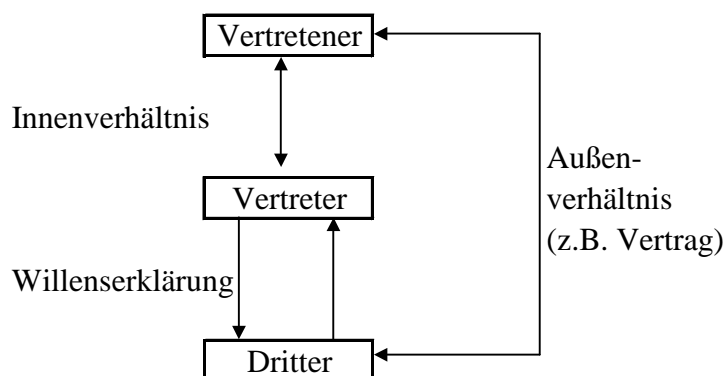 Vertretener
Innenverhältnis
Außen-
verhältnis
(z.B. Vertrag)
Vertreter
Willenserklärung
Dritter